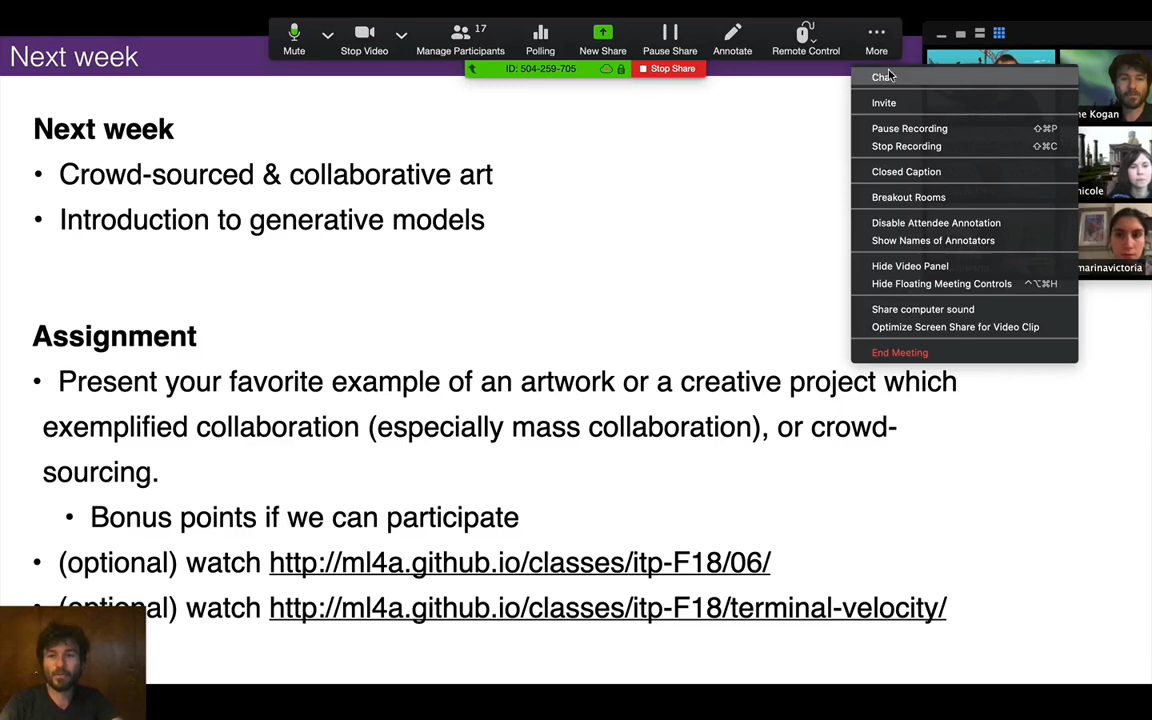 17
Mute
Stop Video
Manage Participants
Polling
New Share
Pause Share
Annotate
Remote Control
More
ID: 504-259-705
Stop Share
Next week
Chat
Invite
Pause Recording ⇧⌘P
Stop Recording ⇧⌘C
Closed Caption
Breakout Rooms
Disable Attendee Annotation
Show Names of Annotators
Hide Video Panel
Hide Floating Meeting Controls ^⌥⌘H
Share computer sound
Optimize Screen Share for Video Clip
End Meeting
ne Kogan
nicole
marinavictoria
Next week
• Crowd-sourced & collaborative art
• Introduction to generative models
Assignment
• Present your favorite example of an artwork or a creative project which
exemplified collaboration (especially mass collaboration), or crowd-
sourcing.
• Bonus points if we can participate
• (optional) watch http://ml4a.github.io/classes/itp-F18/06/
• (optional) watch http://ml4a.github.io/classes/itp-F18/terminal-velocity/